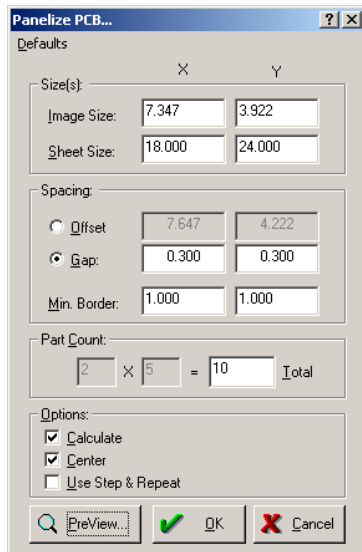 Panelize PCB...
Defaults
X Y
Size(s):
Image Size: 7.347 3.922
Sheet Size: 18.000 24.000
Spacing:
Offset 7.647 4.222
Gap: 0.300 0.300
Min. Border: 1.000 1.000
Part Count:
2 X 5 = 10 Total
Options:
Calculate
Center
Use Step & Repeat
PreView... OK Cancel